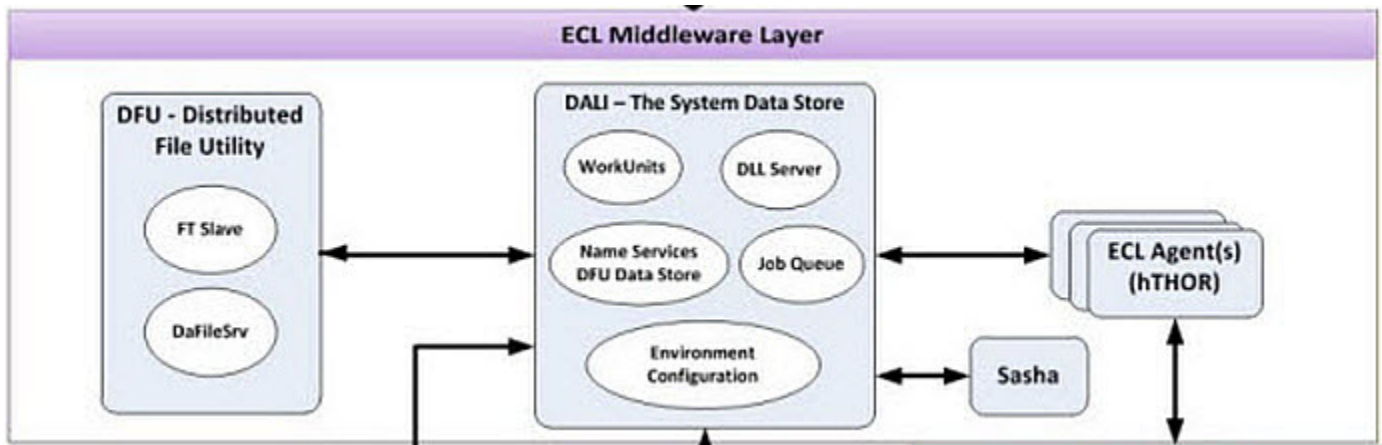 ECL Middleware Layer
DFU - Distributed
File Utility
FT Slave
DaFileSrv
DALI – The System Data Store
WorkUnits
DLL Server
Name Services
DFU Data Store
Job Queue
Environment
Configuration
ECL Agent(s)
(hTHOR)
Sasha